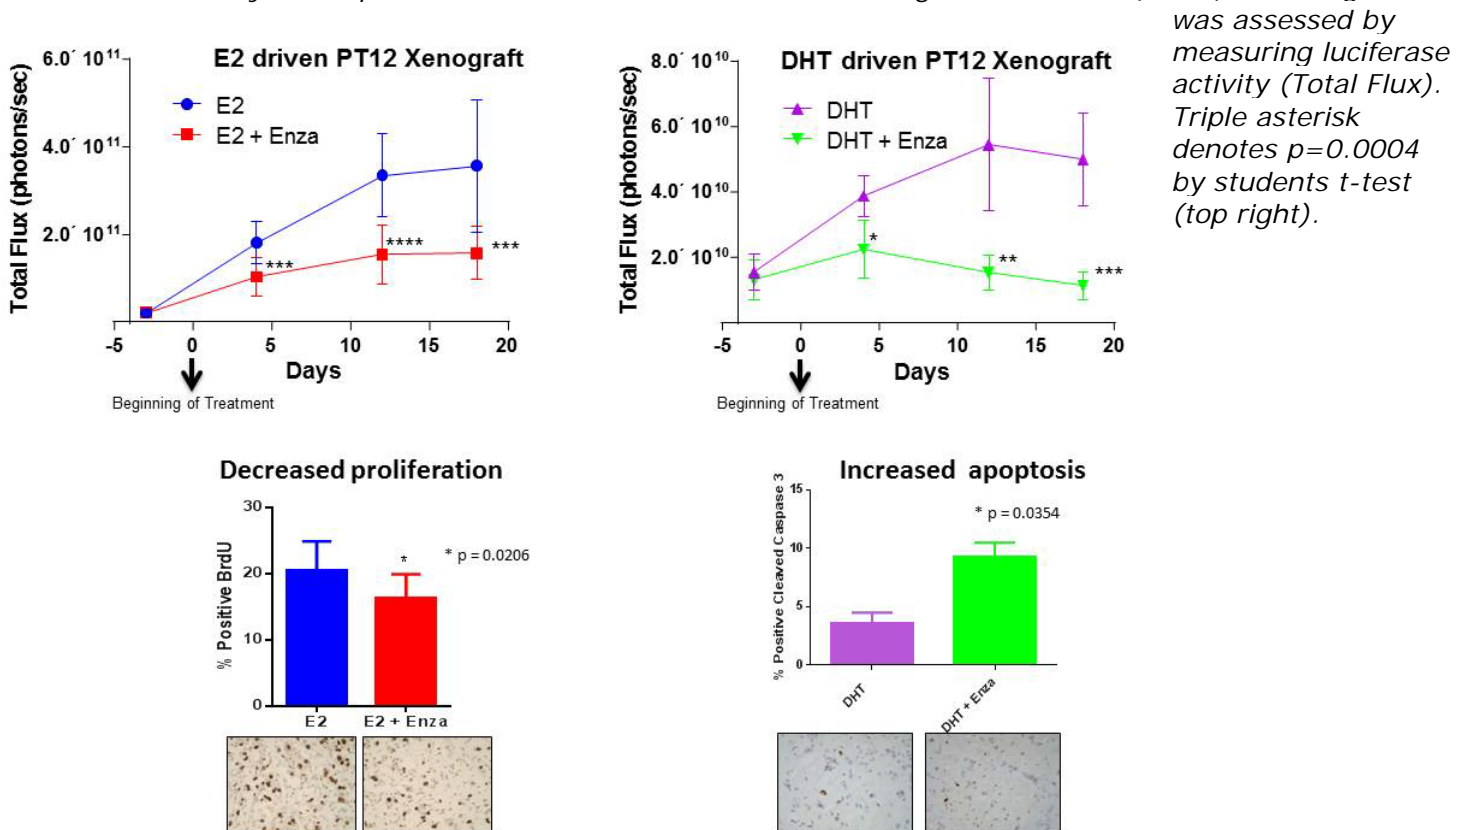 was assessed by
measuring luciferase
activity (Total Flux).
Triple asterisk
denotes p=0.0004
by students t-test
(top right).
E2 driven PT12 Xenograft
Total Flux (photons/sec)
6.0´ 10¹¹
4.0´ 10¹¹
2.0´ 10¹¹
E2
E2 + Enza
***
****
***
-5 0 5 10 15 20
Days
Beginning of Treatment
DHT driven PT12 Xenograft
Total Flux (photons/sec)
8.0´ 10¹⁰
6.0´ 10¹⁰
4.0´ 10¹⁰
2.0´ 10¹⁰
DHT
DHT + Enza
*
**
***
-5 0 5 10 15 20
Days
Beginning of Treatment
Decreased proliferation
% Positive BrdU
30
20
10
0
*
* p = 0.0206
E2 E2 + Enza
Increased apoptosis
% Positive Cleaved Caspase 3
15
10
5
0
* p = 0.0354
DHT
DHT + Enza